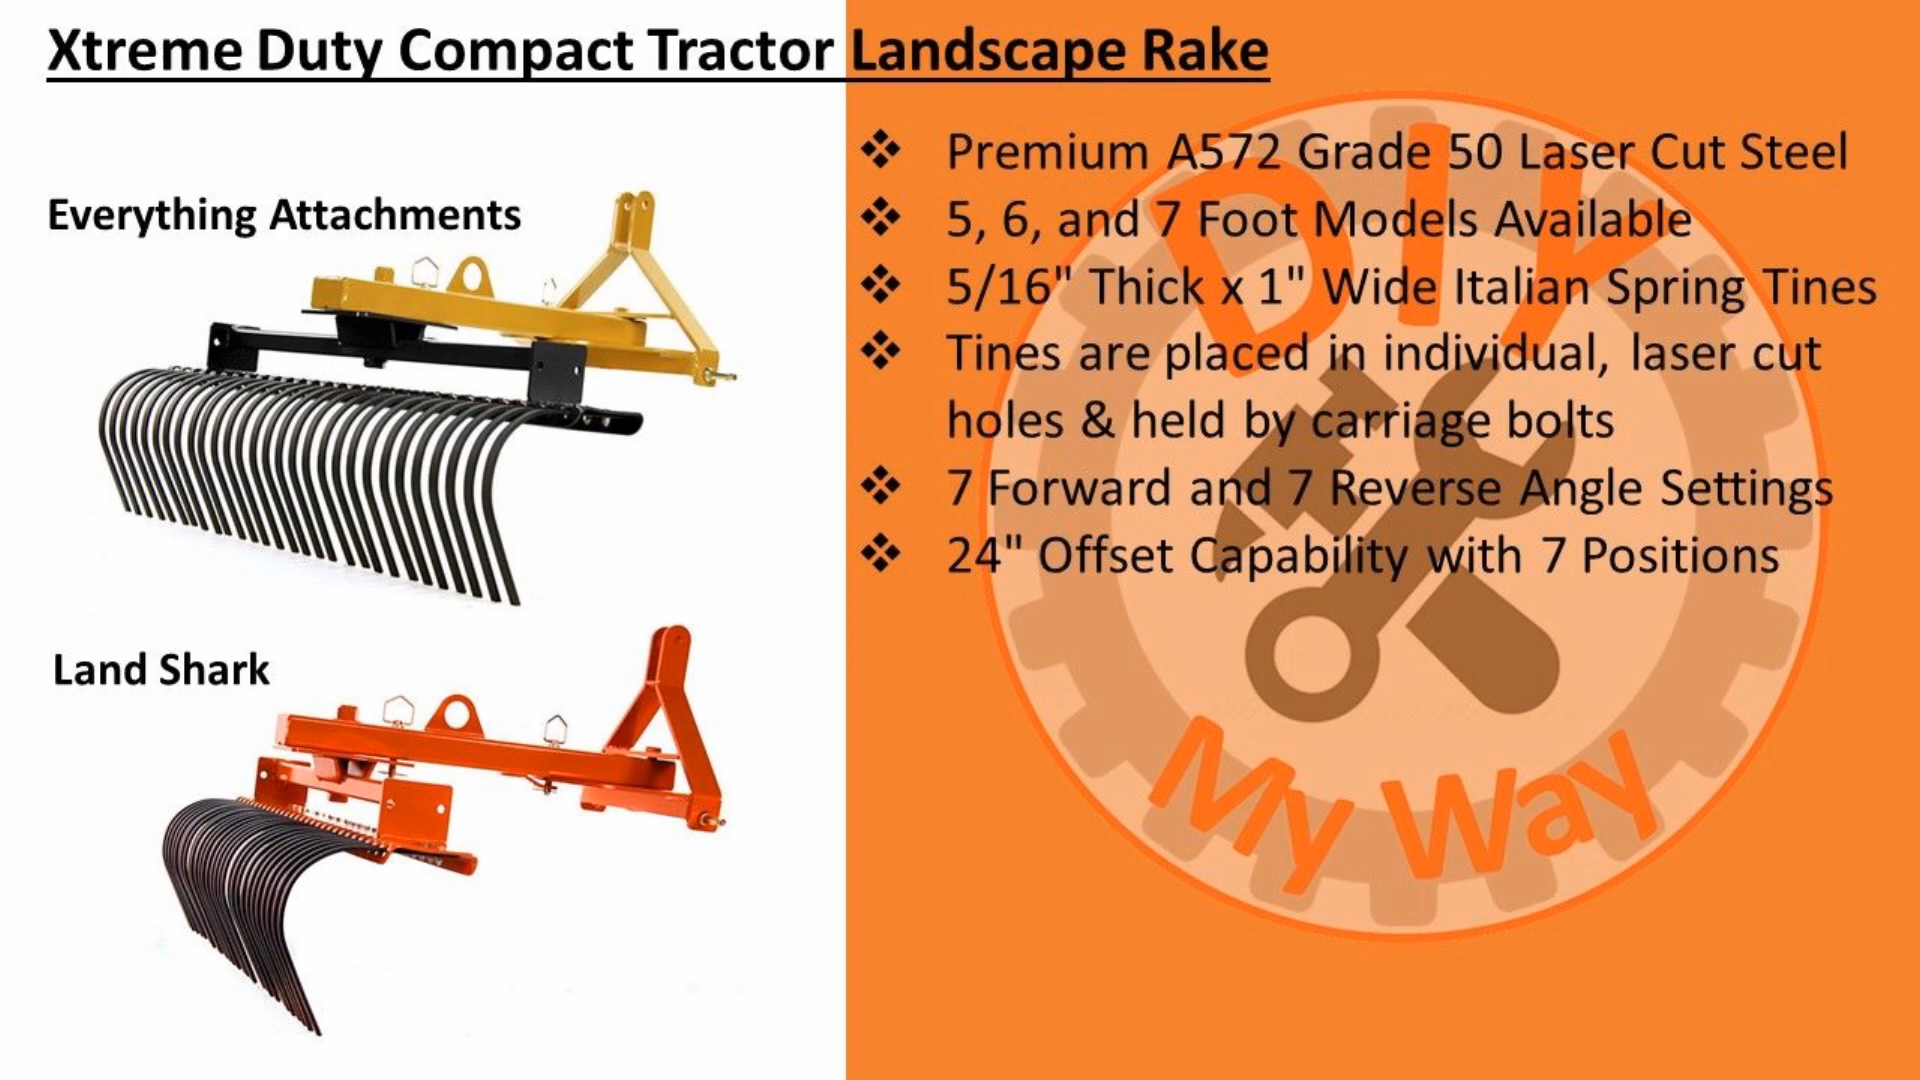 Xtreme Duty Compact Tractor Landscape Rake
Everything Attachments
Land Shark
❖ Premium A572 Grade 50 Laser Cut Steel
❖ 5, 6, and 7 Foot Models Available
❖ 5/16" Thick x 1" Wide Italian Spring Tines
❖ Tines are placed in individual, laser cut
holes & held by carriage bolts
❖ 7 Forward and 7 Reverse Angle Settings
❖ 24" Offset Capability with 7 Positions
DIY
My Way